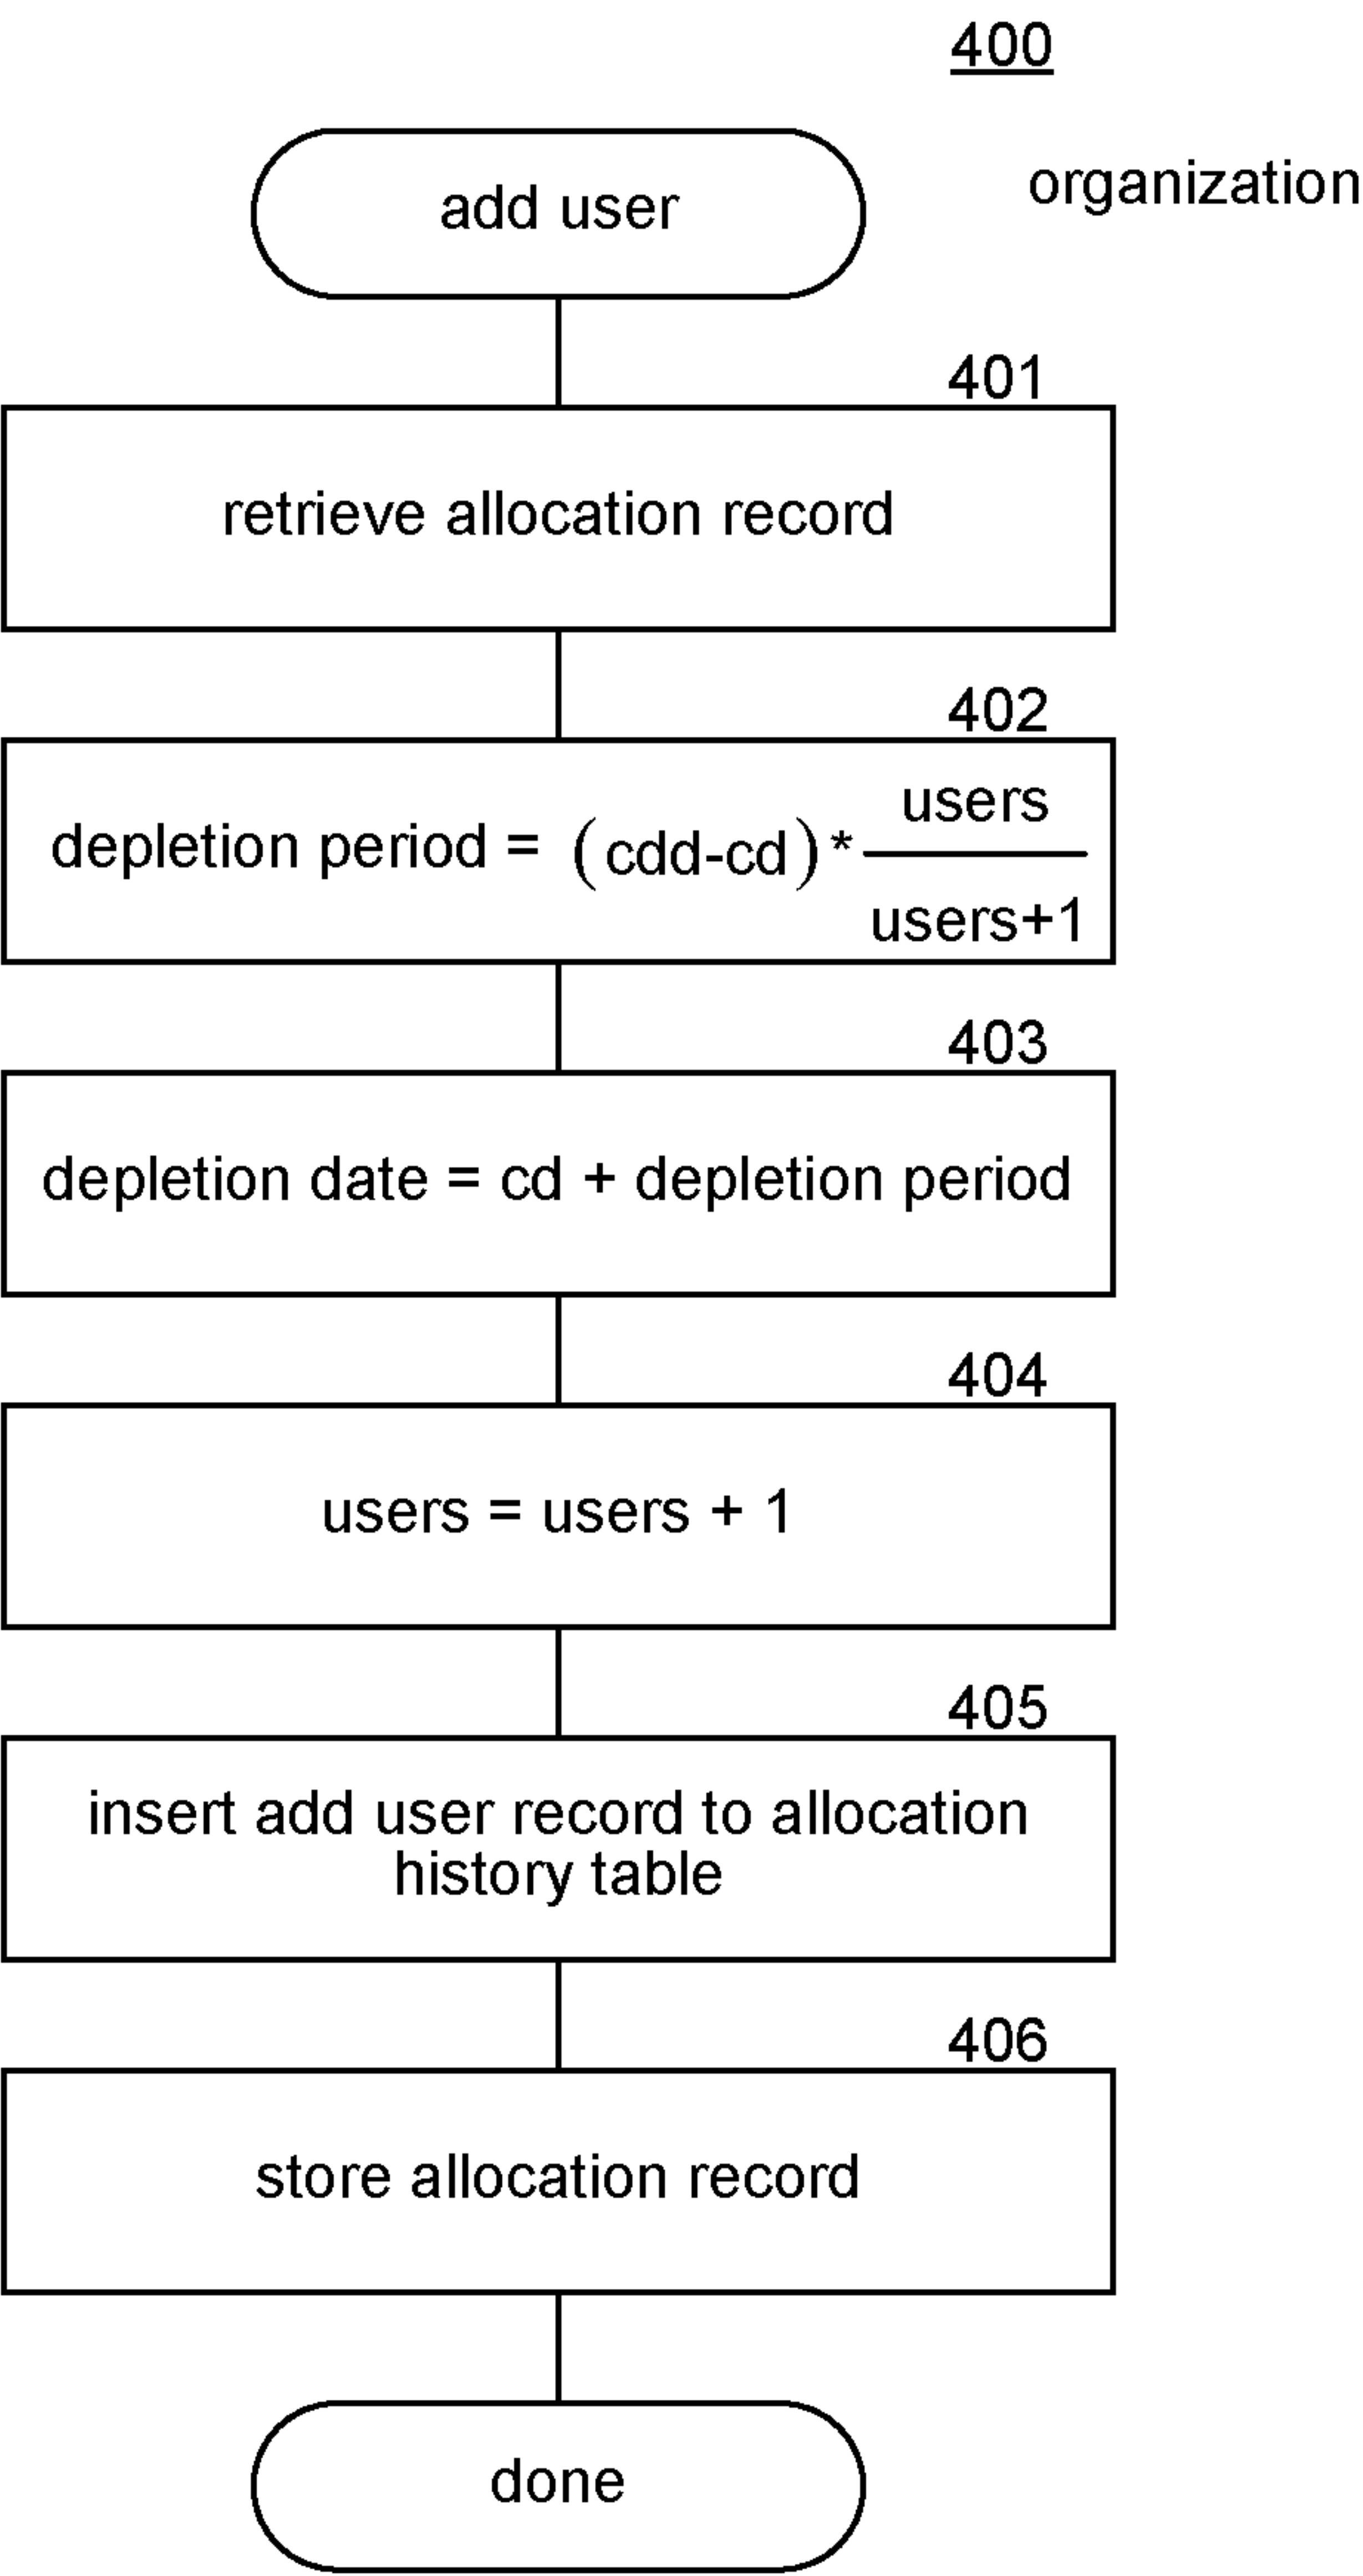 400
add user
organization
401
retrieve allocation record
402
depletion period = (cdd-cd)* users
users+1
403
depletion date = cd + depletion period
404
users = users + 1
405
insert add user record to allocation
history table
406
store allocation record
done